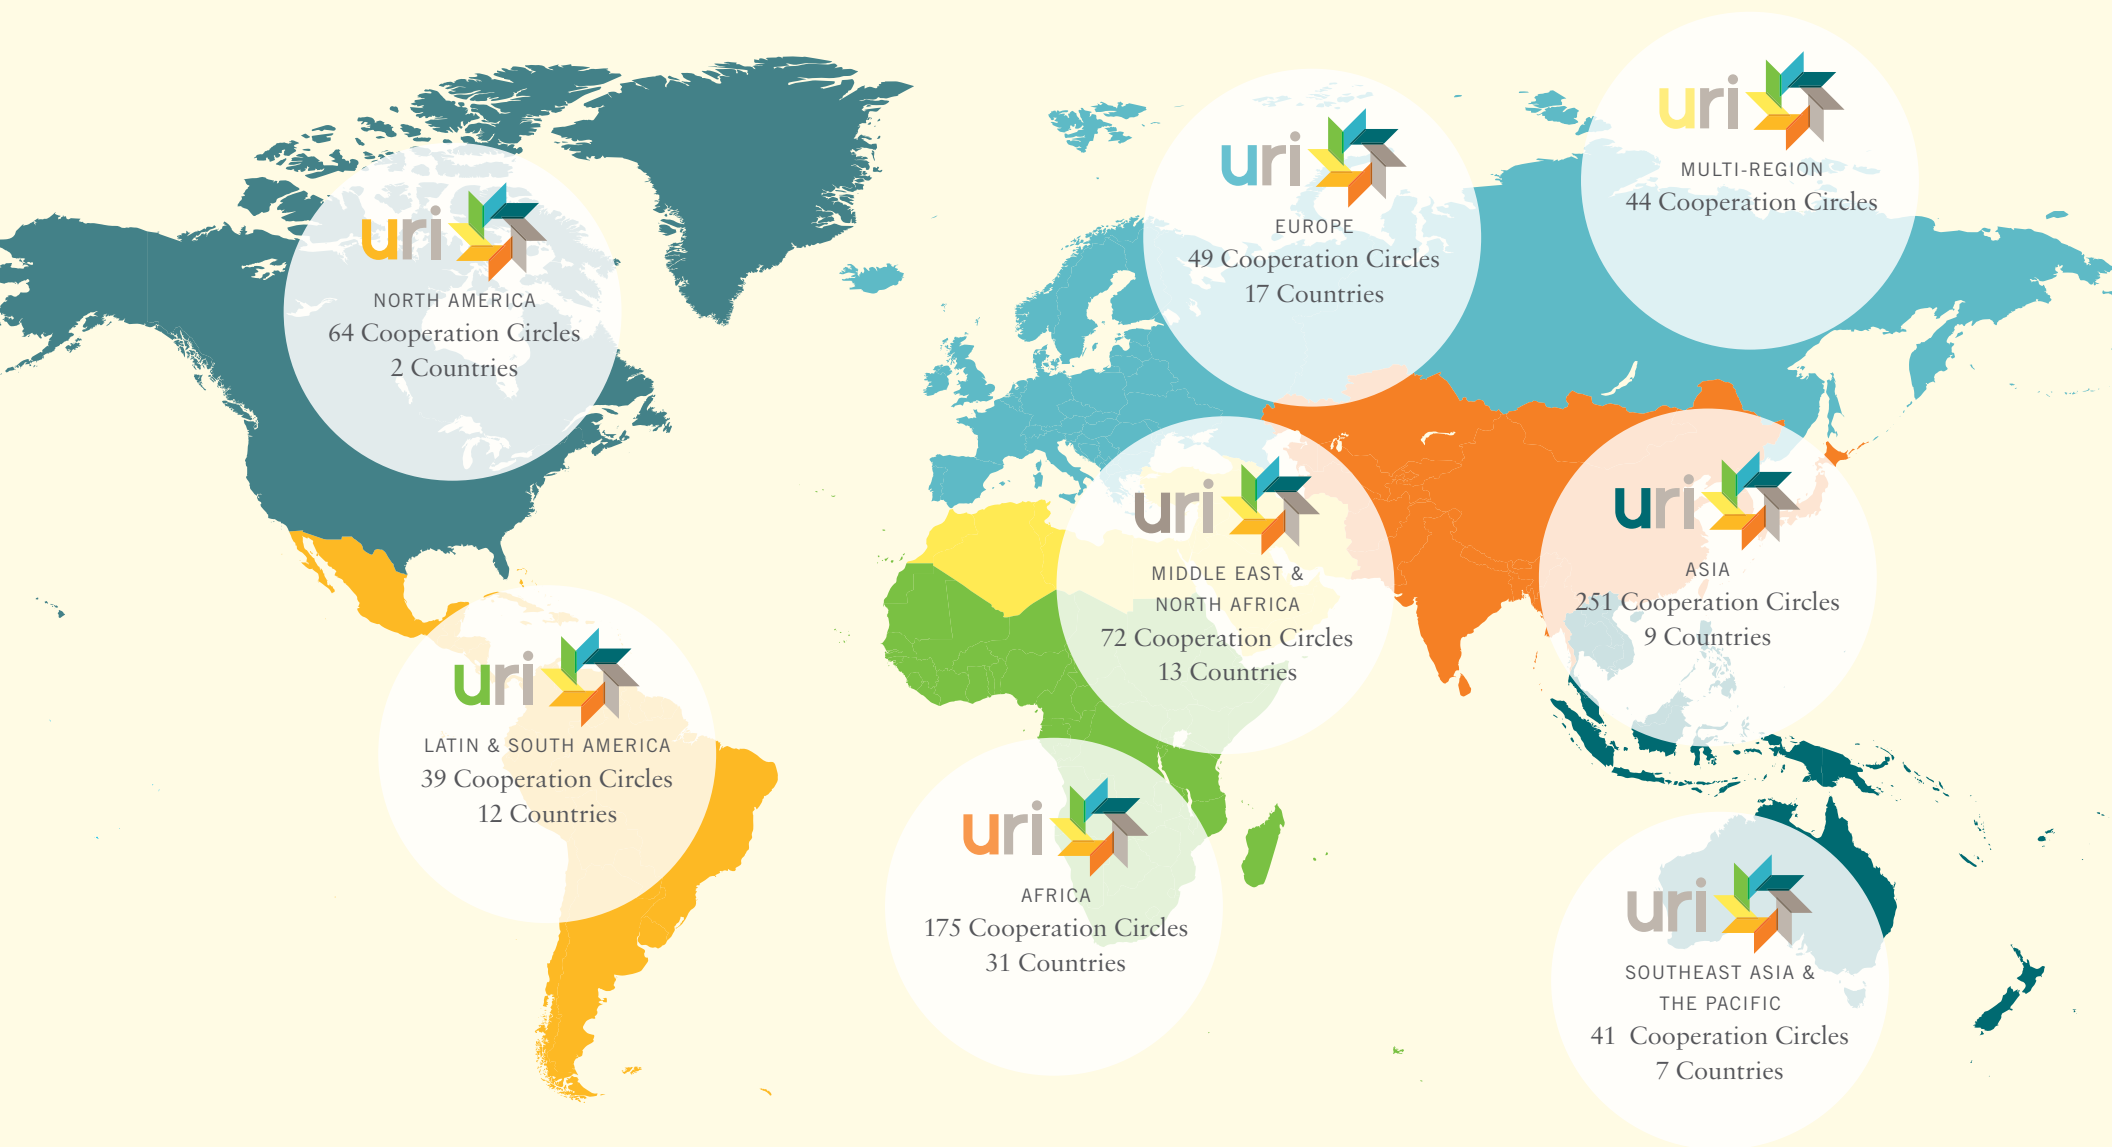 uri
MULTI-REGION
44 Cooperation Circles
uri
EUROPE
49 Cooperation Circles
17 Countries
uri
NORTH AMERICA
64 Cooperation Circles
2 Countries
uri
MIDDLE EAST &
NORTH AFRICA
72 Cooperation Circles
13 Countries
uri
ASIA
251 Cooperation Circles
9 Countries
uri
LATIN & SOUTH AMERICA
39 Cooperation Circles
12 Countries
uri
AFRICA
175 Cooperation Circles
31 Countries
uri
SOUTHEAST ASIA &
THE PACIFIC
41 Cooperation Circles
7 Countries